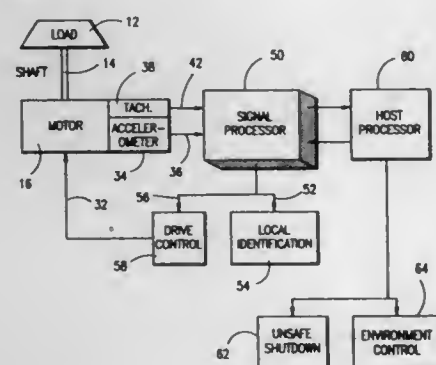 LOAD
12
50
60
SHAFT
14
38
42
TACH.
SIGNAL
PROCESSOR
HOST
PROCESSOR
MOTOR
ACCELER-
OMETER
16
34
36
32
56
52
DRIVE
CONTROL
LOCAL
IDENTIFICATION
58
54
64
62
UNSAFE
SHUTDOWN
ENVIRONMENT
CONTROL